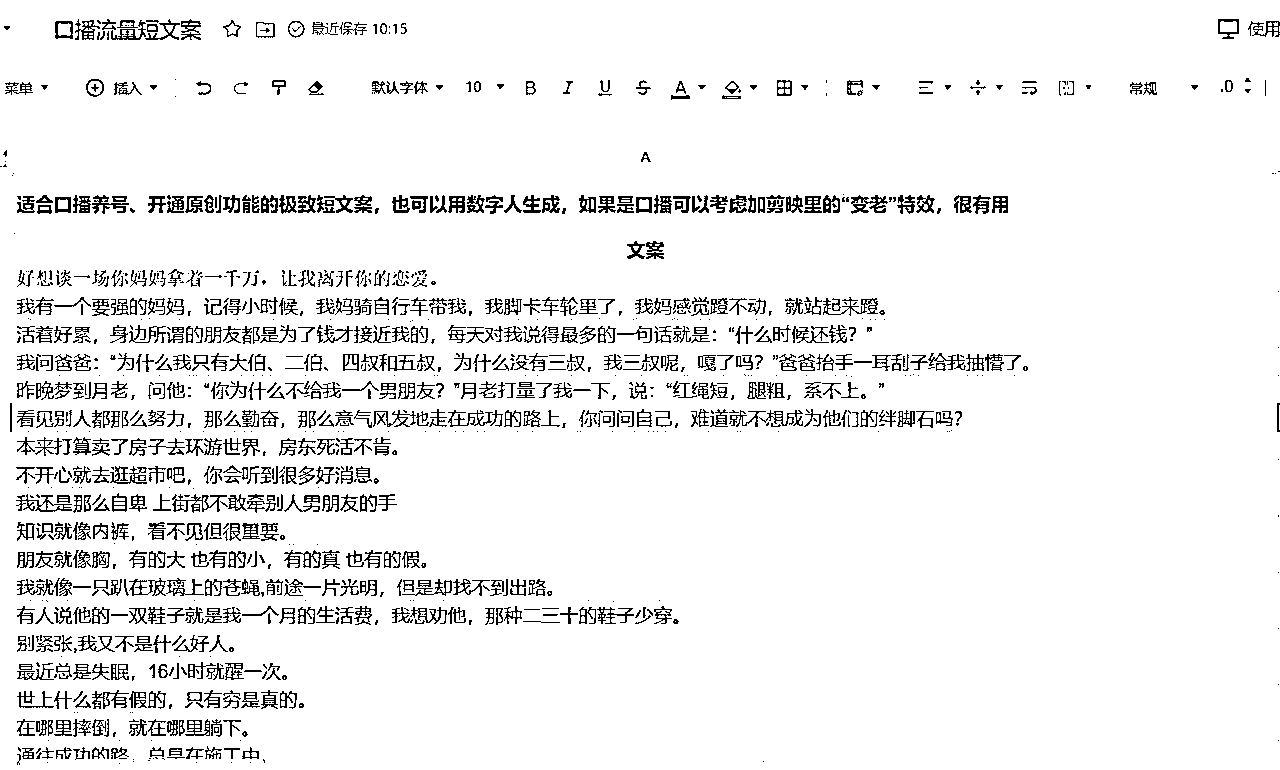 口播流量短文案 最近保存 10:15 使用
菜单 插入 默认字体 10 B I U S A 常规 .0
1 A
适合口播养号、开通原创功能的极致短文案，也可以用数字人生成，如果是口播可以考虑加剪映里的“变老”特效，很有用
文案
好想谈一场你妈妈拿着一千万，让我离开你的恋爱。
我有一个要强的妈妈，记得小时候，我妈骑自行车带我，我脚卡车轮里了，我妈感觉蹬不动，就站起来蹬。
活着好累，身边所谓的朋友都是为了钱才接近我的，每天对我说得最多的一句话就是：“什么时候还钱？”
我问爸爸：“为什么我只有大伯、二伯、四叔和五叔，为什么没有三叔，我三叔呢，嘎了吗？”爸爸抬手一耳刮子给我抽懵了。
昨晚梦到月老，问他：“你为什么不给我一个男朋友？”月老打量了我一下，说：“红绳短，腿粗，系不上。”
看见别人都那么努力，那么勤奋，那么意气风发地走在成功的路上，你问问自己，难道就不想成为他们的绊脚石吗？
本来打算卖了房子去环游世界，房东死活不肯。
不开心就去逛超市吧，你会听到很多好消息。
我还是那么自卑 上街都不敢牵别人男朋友的手
知识就像内裤，看不见但很重要。
朋友就像胸，有的大 也有的小，有的真 也有的假。
我就像一只趴在玻璃上的苍蝇,前途一片光明，但是却找不到出路。
有人说他的一双鞋子就是我一个月的生活费，我想劝他，那种二三十的鞋子少穿。
别紧张,我又不是什么好人。
最近总是失眠，16小时就醒一次。
世上什么都有假的，只有穷是真的。
在哪里摔倒，就在哪里躺下。
通往成功的路，总是在施工中。